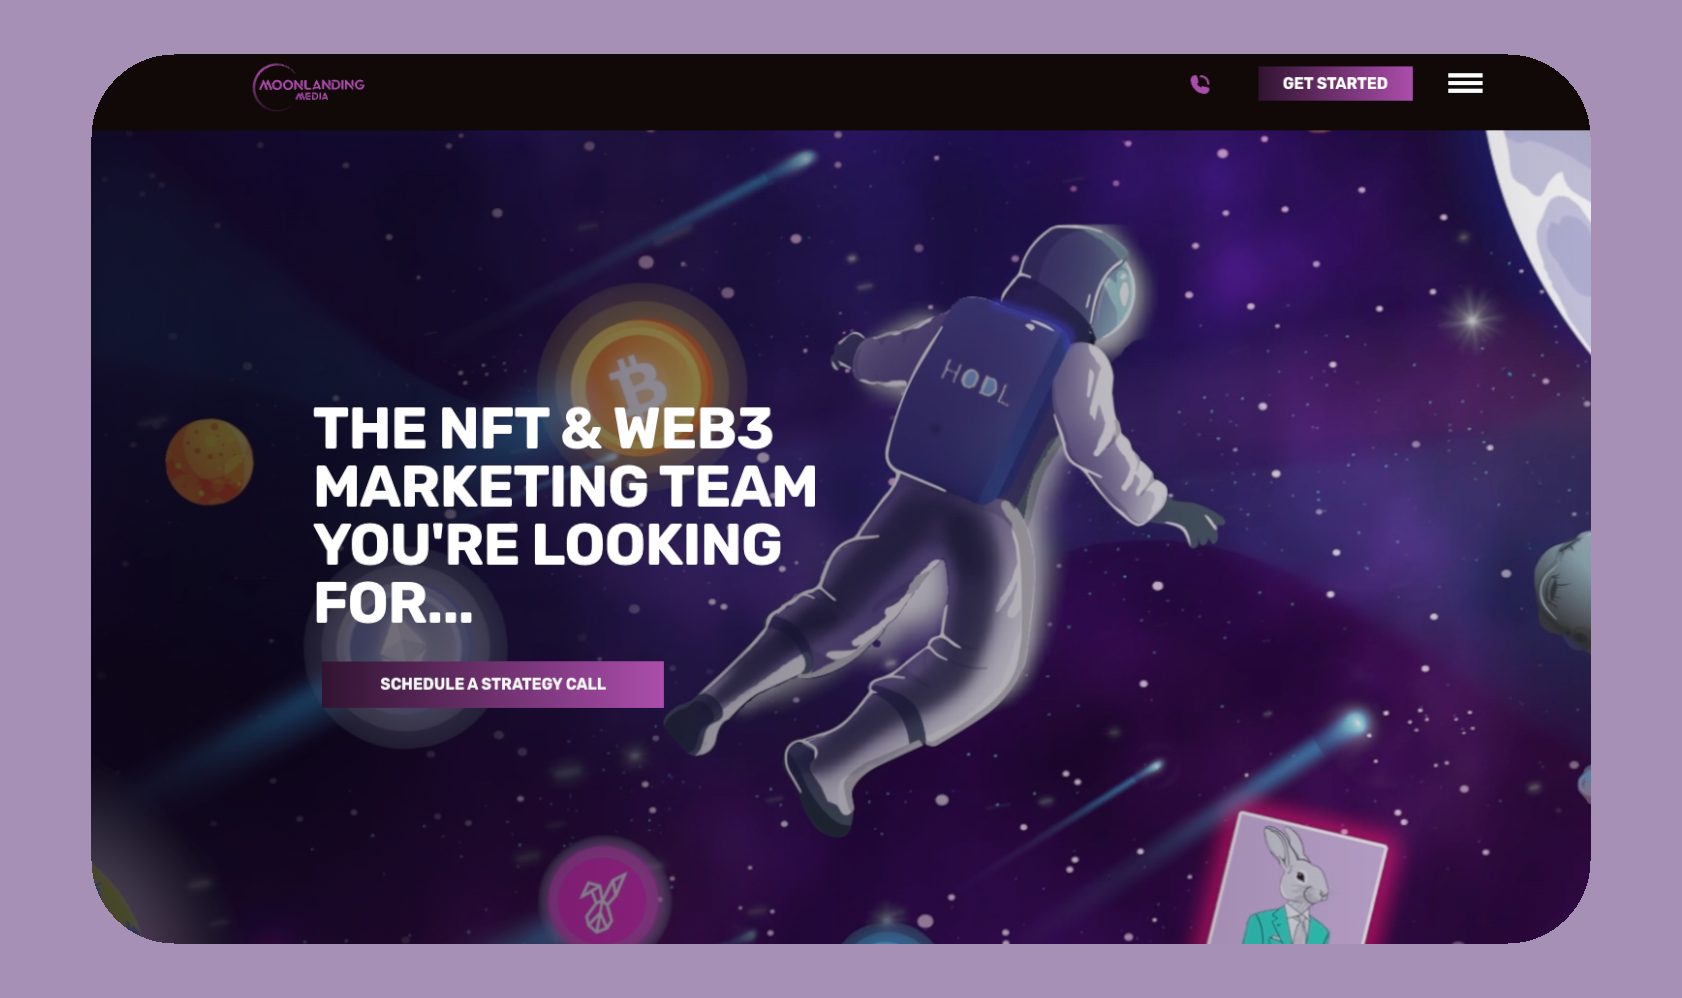 MOONLANDING
MEDIA
GET STARTED
HODL
THE NFT & WEB3
MARKETING TEAM
YOU'RE LOOKING
FOR...
SCHEDULE A STRATEGY CALL